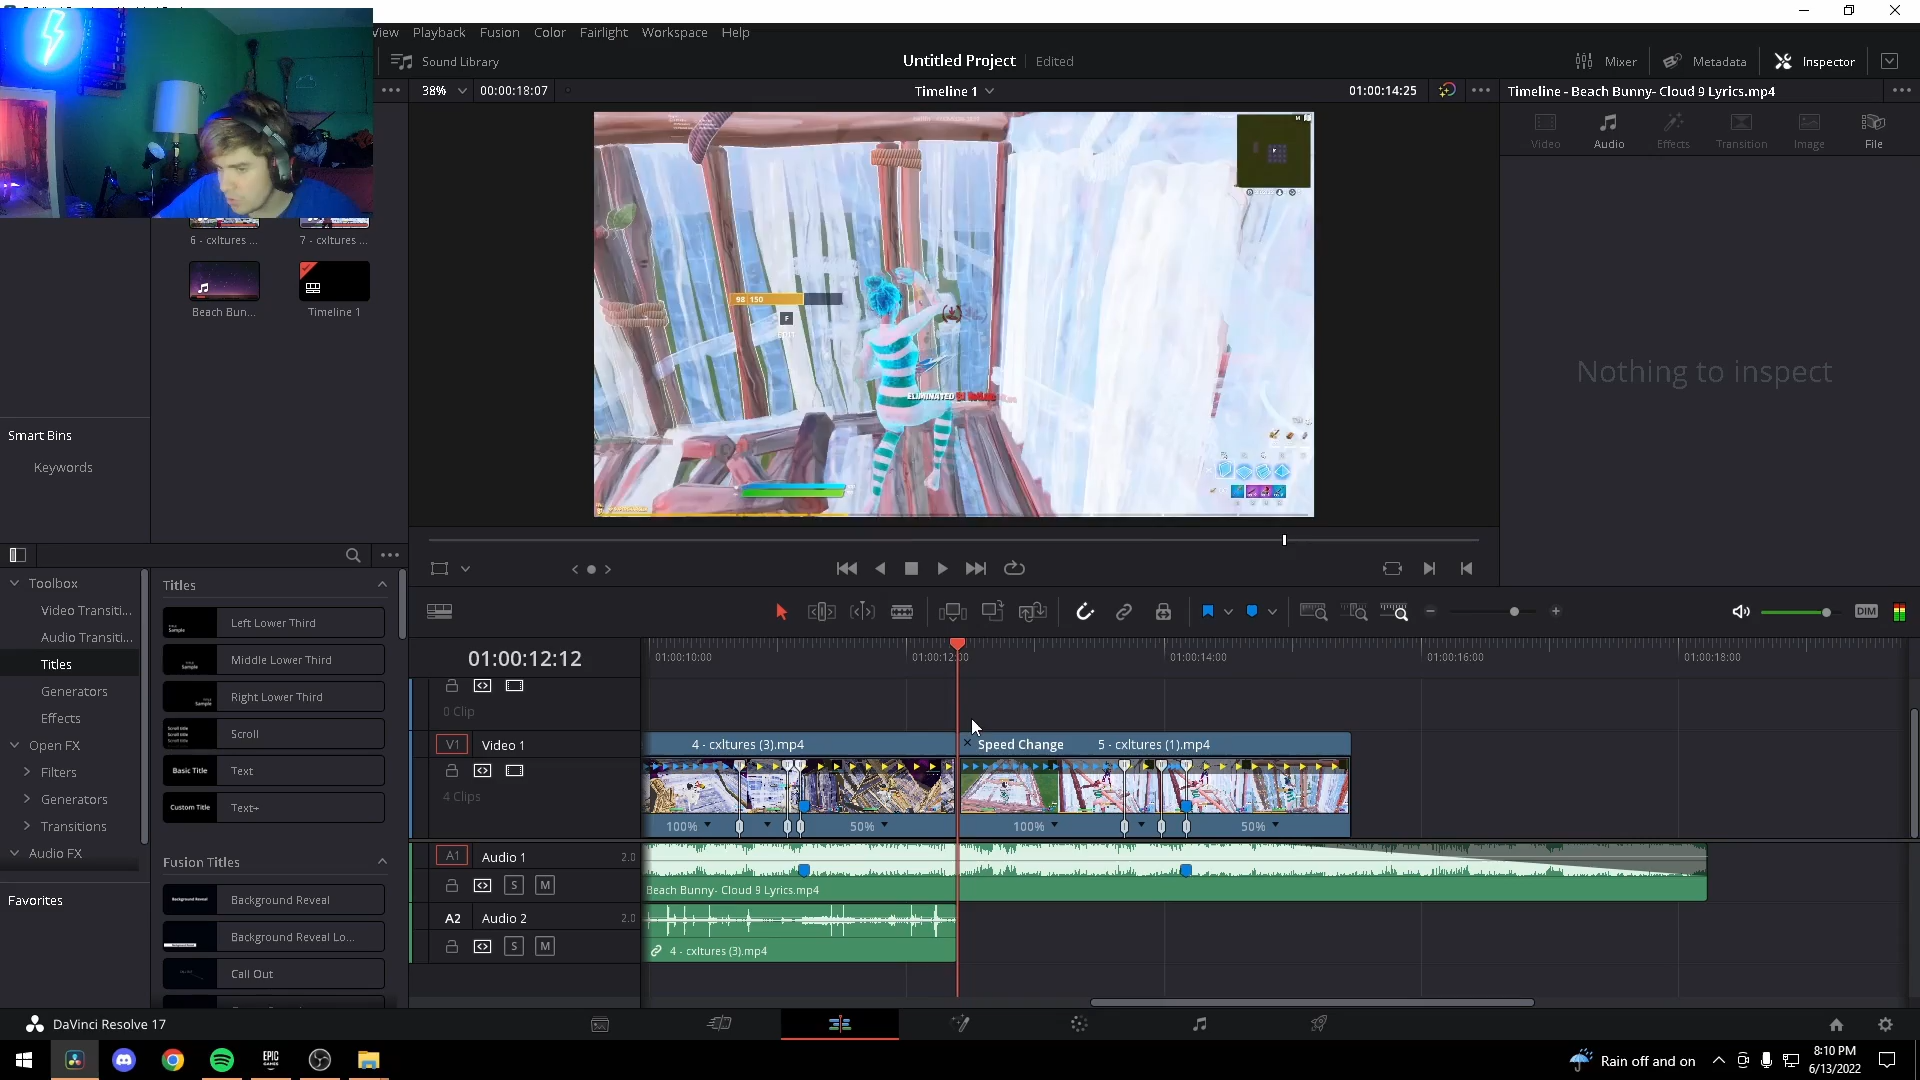 View Playback Fusion Color Fairlight Workspace Help
Sound Library
Untitled Project Edited
Mixer Metadata Inspector
38% 00:00:18:07 Timeline 1 01:00:14:25
Timeline - Beach Bunny- Cloud 9 Lyrics.mp4
Video Audio Effects Transition Image File
Nothing to inspect
6 - cxltures ... 7 - cxltures ...
Beach Bun... Timeline 1
98 150
F
ELIMINATED
Smart Bins
Keywords
Toolbox
Video Transiti...
Audio Transiti...
Titles
Generators
Effects
Open FX
Filters
Generators
Transitions
Audio FX
Favorites
Titles
Left Lower Third
Middle Lower Third
Right Lower Third
Scroll
Basic Title Text
Custom Title Text+
Fusion Titles
Background Reveal
Background Reveal Lo...
Call Out
DIM
01:00:12:12
01:00:10:00 01:00:12:00 01:00:14:00 01:00:16:00 01:00:18:00
0 Clip
V1 Video 1
4 Clips
4 - cxltures (3).mp4
Speed Change 5 - cxltures (1).mp4
100% 50% 100% 50%
A1 Audio 1 2.0
S M
Beach Bunny- Cloud 9 Lyrics.mp4
A2 Audio 2 2.0
S M
4 - cxltures (3).mp4
DaVinci Resolve 17
EPIC GAMES
Rain off and on
8:10 PM
6/13/2022